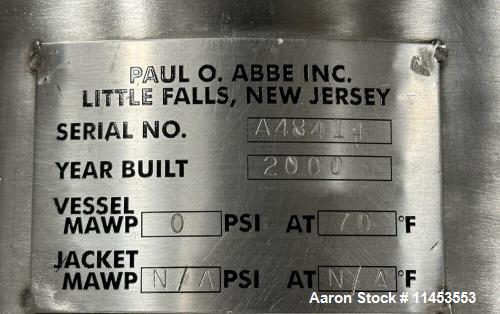 PAUL O. ABBE INC.
LITTLE FALLS, NEW JERSEY
SERIAL NO. A48414
YEAR BUILT 2000
VESSEL
MAWP 0 PSI AT 70 °F
JACKET
MAWP N/A PSI AT N/A °F
Aaron Stock # 11453553